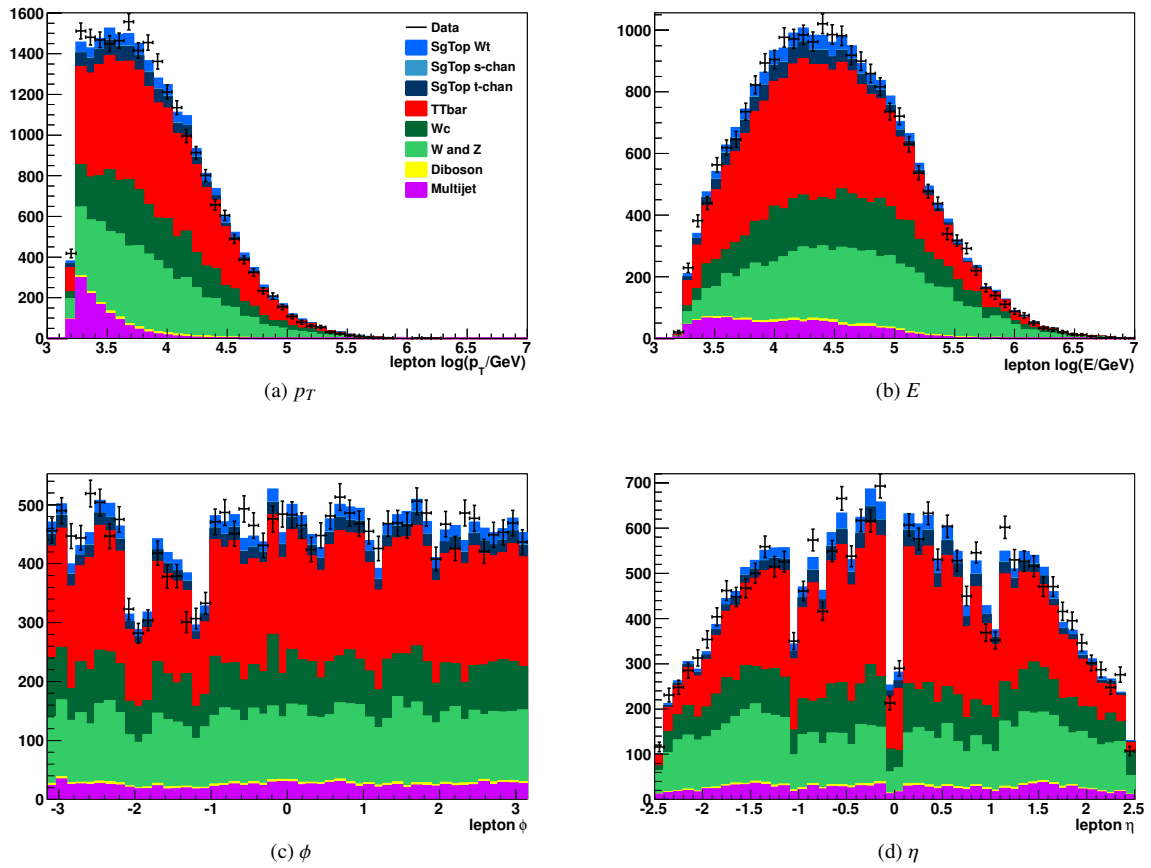 1600
1400
1200
1000
800
600
400
200
0
3 3.5 4 4.5 5 5.5 6 6.5 7
lepton log(p_T/GeV)
Data
SgTop Wt
SgTop s-chan
SgTop t-chan
TTbar
Wc
W and Z
Diboson
Multijet
(a) p_T
1000
800
600
400
200
0
3 3.5 4 4.5 5 5.5 6 6.5 7
lepton log(E/GeV)
(b) E
500
400
300
200
100
0
-3 -2 -1 0 1 2 3
lepton ϕ
(c) ϕ
700
600
500
400
300
200
100
0
-2.5 -2 -1.5 -1 -0.5 0 0.5 1 1.5 2 2.5
lepton η
(d) η